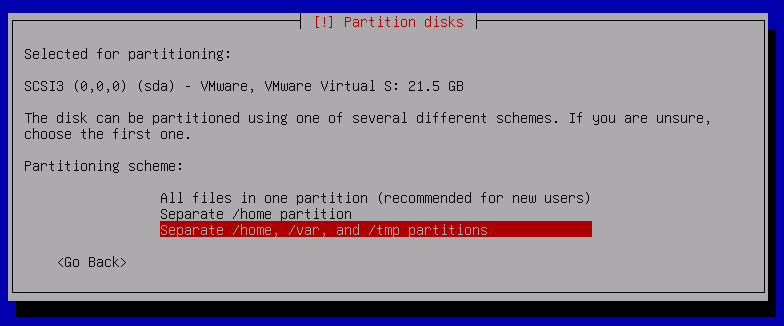 [!] Partition disks
Selected for partitioning:
SCSI3 (0,0,0) (sda) - VMware, VMware Virtual S: 21.5 GB
The disk can be partitioned using one of several different schemes. If you are unsure,
choose the first one.
Partitioning scheme:
All files in one partition (recommended for new users)
Separate /home partition
Separate /home, /var, and /tmp partitions
<Go Back>